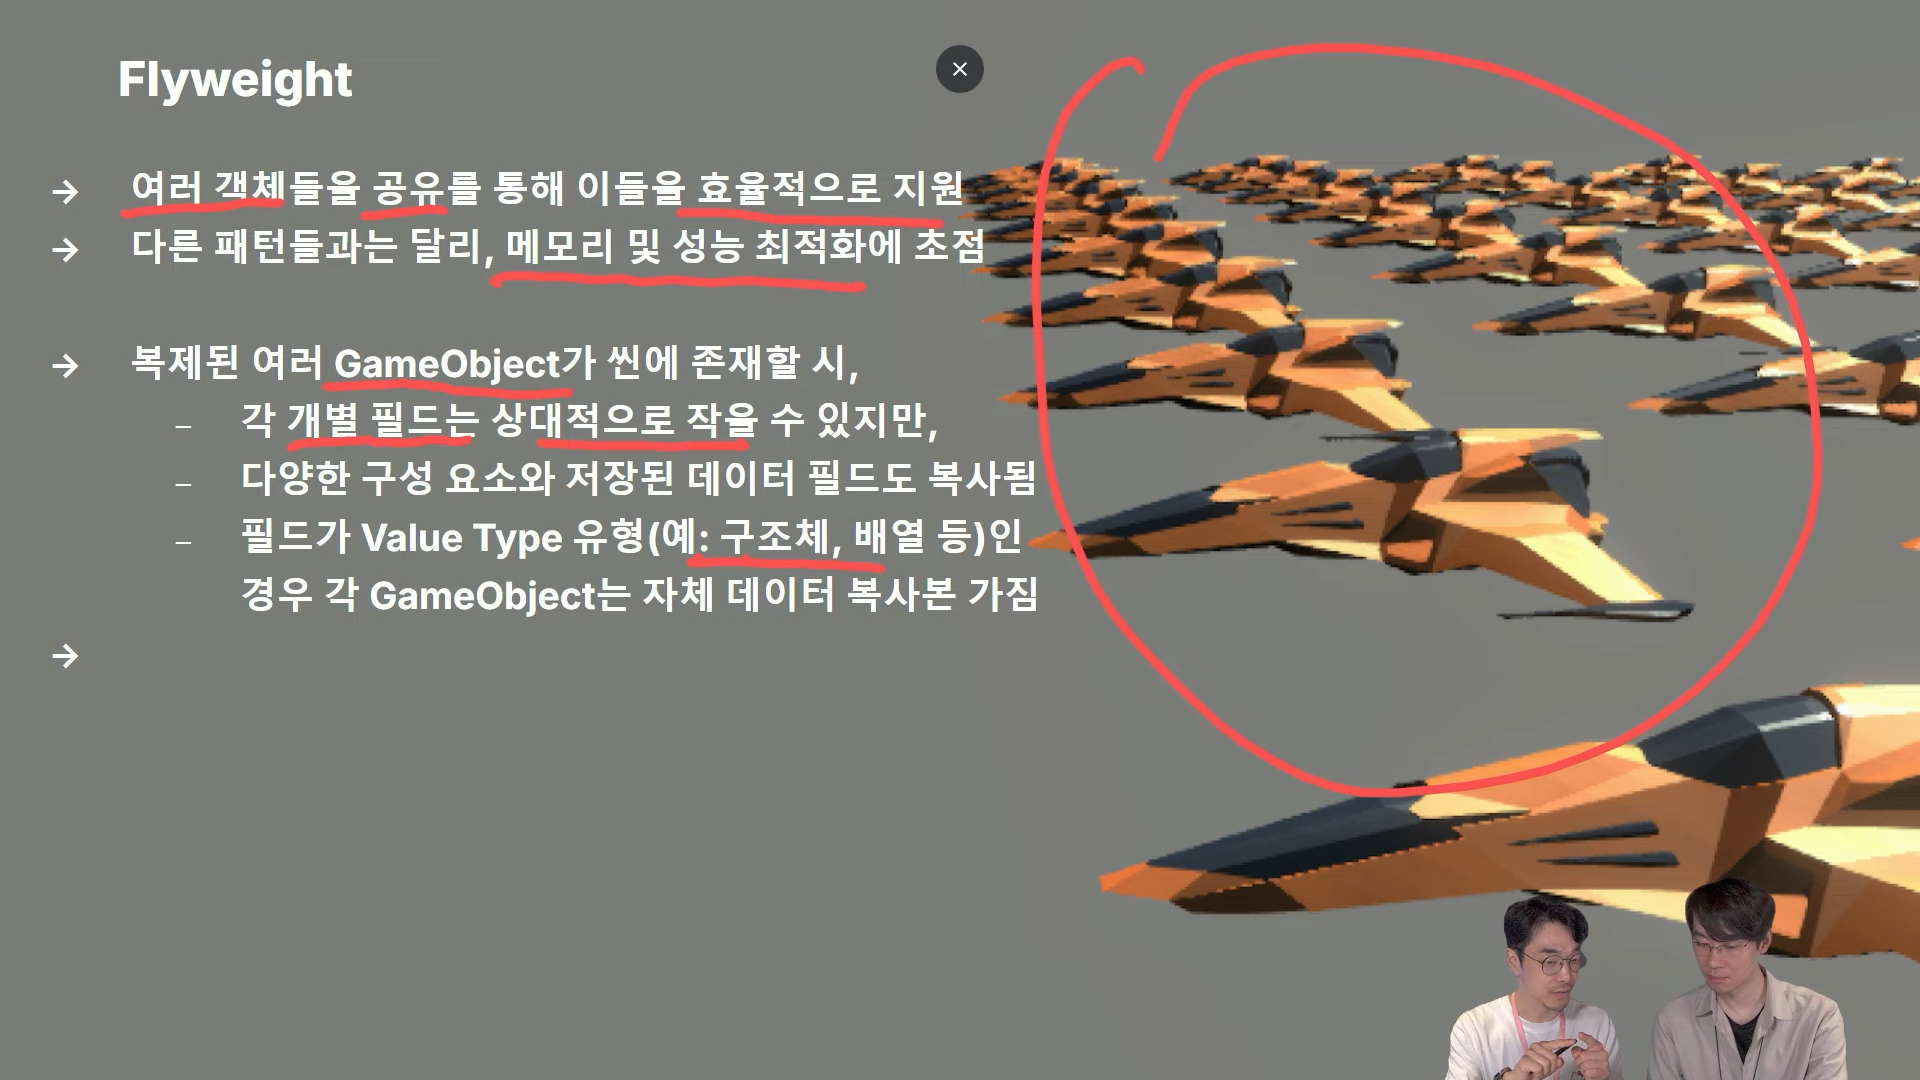 Flyweight
→ 여러 객체들을 공유를 통해 이들을 효율적으로 지원
→ 다른 패턴들과는 달리, 메모리 및 성능 최적화에 초점
→ 복제된 여러 GameObject가 씬에 존재할 시,
– 각 개별 필드는 상대적으로 작을 수 있지만,
– 다양한 구성 요소와 저장된 데이터 필드도 복사됨
– 필드가 Value Type 유형(예: 구조체, 배열 등)인
경우 각 GameObject는 자체 데이터 복사본 가짐
→